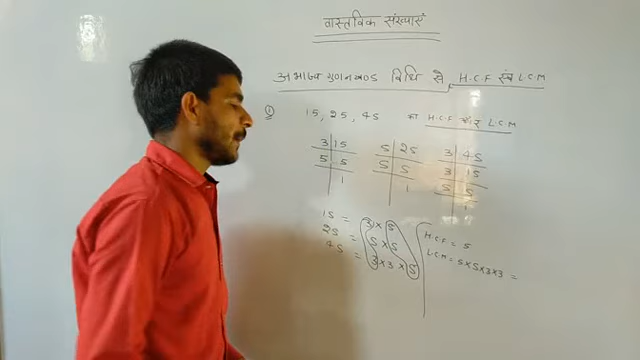 वास्तविक संख्याएं
अभाज्य गुणनखण्ड विधि से H.C.F एवं L.C.M
① 15, 25, 45 का H.C.F और L.C.M
3 | 15
5 | 5
1
5 | 25
5 | 5
1
3 | 45
3 | 15
5 | 5
1
15 = 3 × 5
25 = 5 × 5
45 = 3 × 3 × 5
H.C.F = 5
L.C.M = 5×5×3×3 =